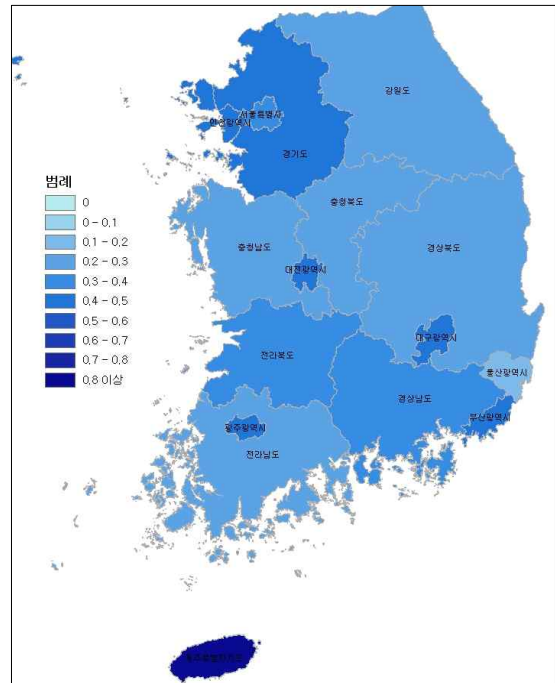 강원도
서울특별시
인천광역시
경기도
범례
0
0 - 0.1
0.1 - 0.2
0.2 - 0.3
0.3 - 0.4
0.4 - 0.5
0.5 - 0.6
0.6 - 0.7
0.7 - 0.8
0.8 이상
충청북도
충청남도
경상북도
대전광역시
대구광역시
전라북도
울산광역시
경상남도
부산광역시
광주광역시
전라남도